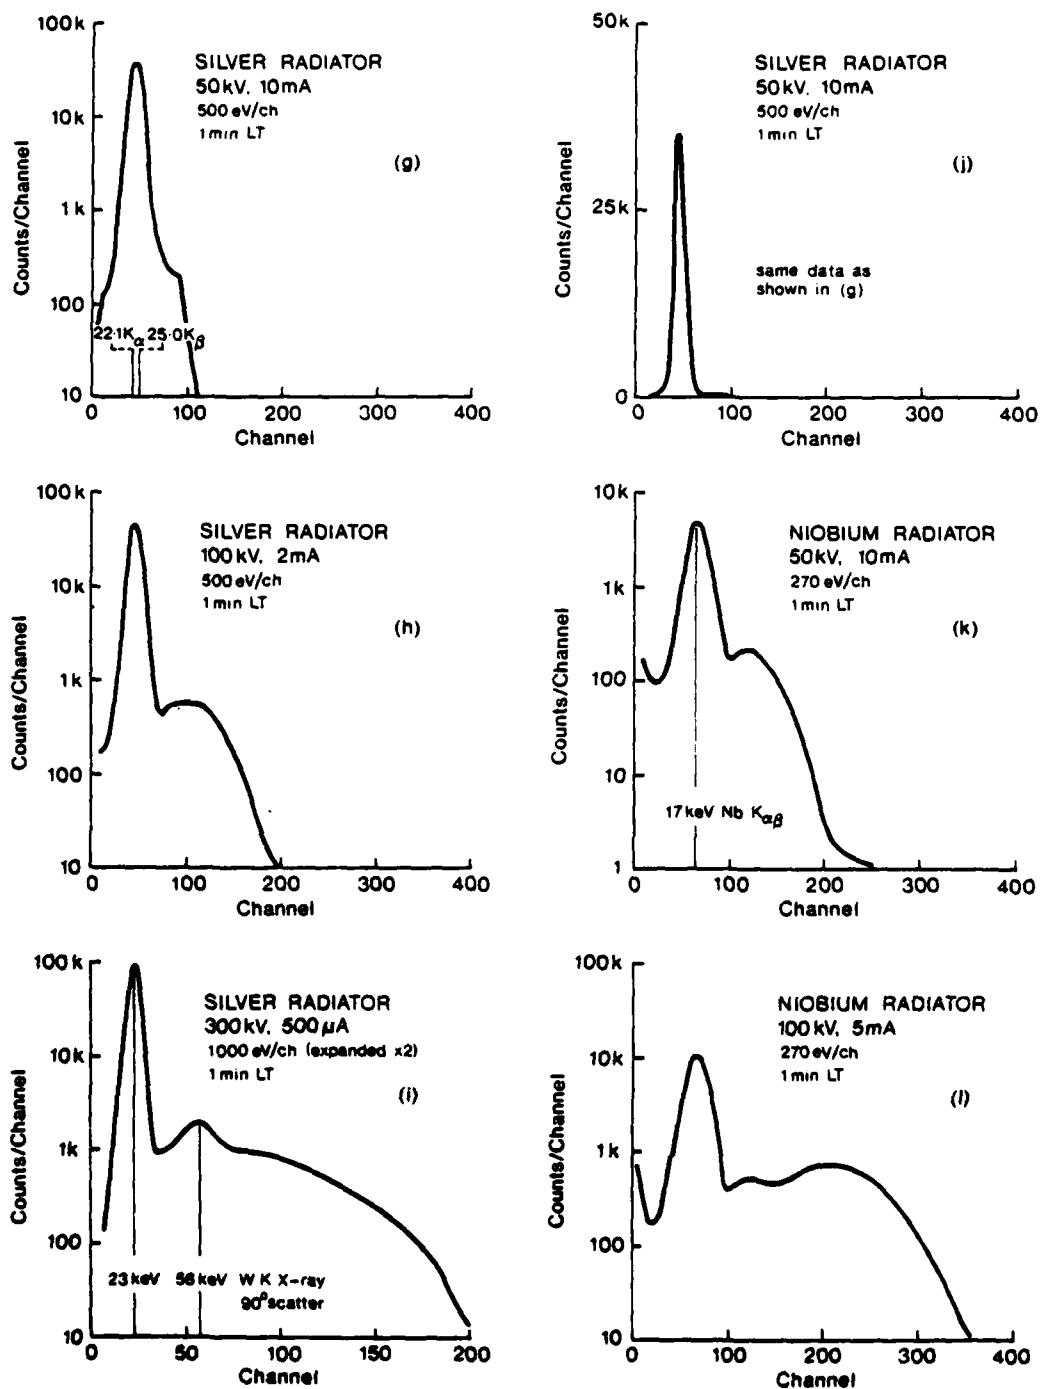 100k
10k
1k
100
10
Counts/Channel
SILVER RADIATOR
50kV, 10mA
500 eV/ch
1 min LT
(g)
22·1Kα 25·0Kβ
0 100 200 300 400
Channel
50k
25k
0
Counts/Channel
SILVER RADIATOR
50kV, 10mA
500 eV/ch
1 min LT
(j)
same data as
shown in (g)
0 100 200 300 400
Channel
100k
10k
1k
100
10
Counts/Channel
SILVER RADIATOR
100kV, 2mA
500 eV/ch
1 min LT
(h)
0 100 200 300 400
Channel
10k
1k
100
10
1
Counts/Channel
NIOBIUM RADIATOR
50kV, 10mA
270 eV/ch
1 min LT
(k)
17keV Nb Kαβ
0 100 200 300 400
Channel
100k
10k
1k
100
10
Counts/Channel
SILVER RADIATOR
300kV, 500µA
1000 eV/ch (expanded x2)
1 min LT
(i)
23keV 56keV W K X-ray
90° scatter
0 50 100 150 200
Channel
100k
10k
1k
100
10
Counts/Channel
NIOBIUM RADIATOR
100kV, 5mA
270 eV/ch
1 min LT
(l)
0 100 200 300 400
Channel